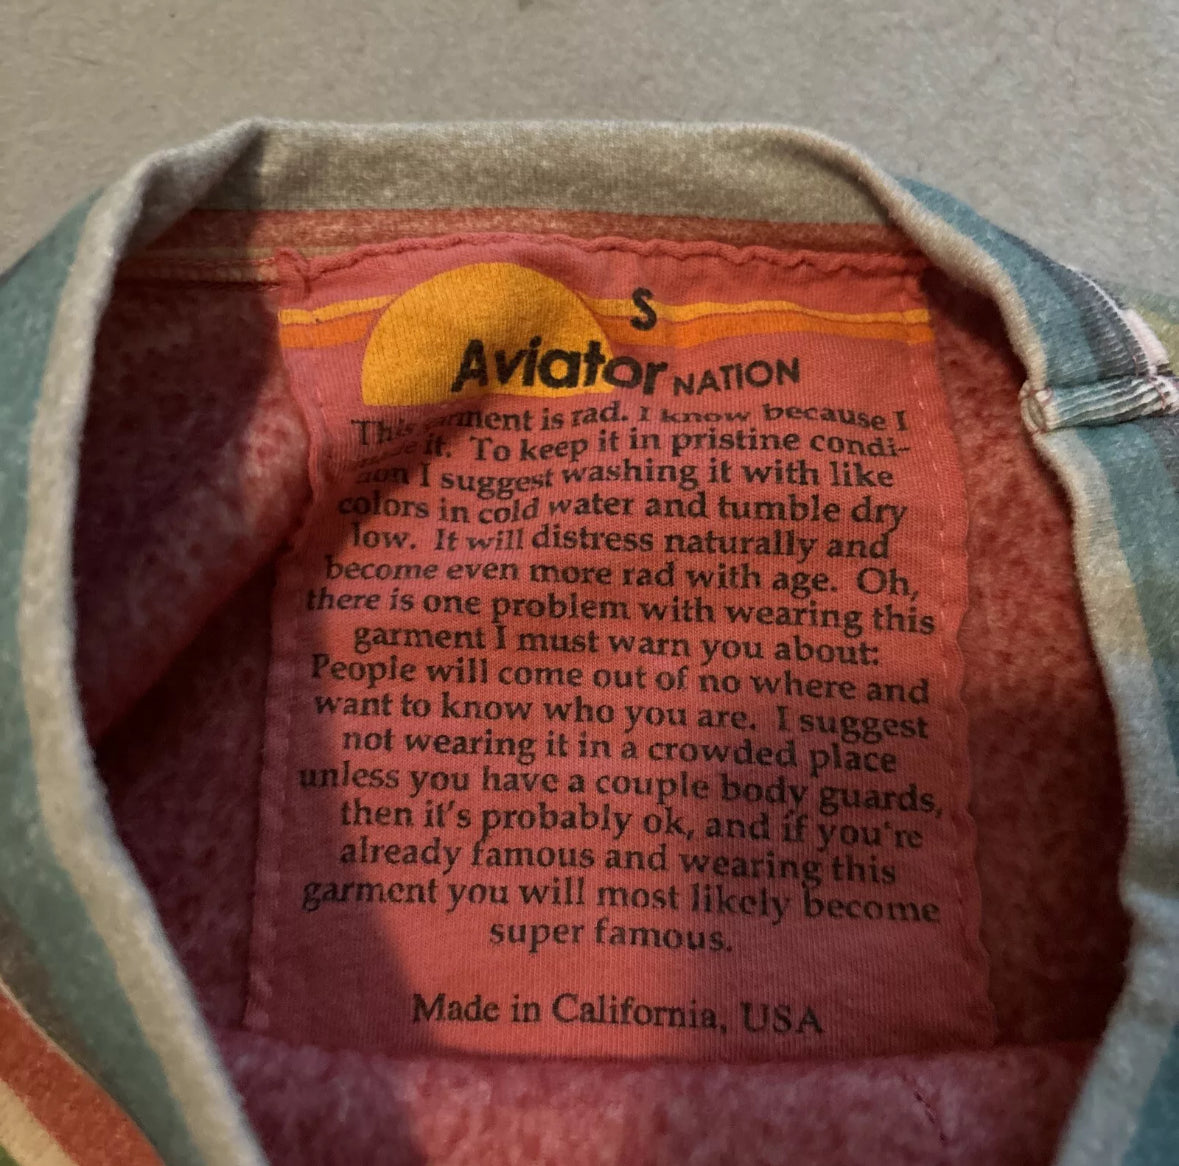 S
Aviator NATION
This garment is rad. I know because I
made it. To keep it in pristine condi-
tion I suggest washing it with like
colors in cold water and tumble dry
low. It will distress naturally and
become even more rad with age. Oh,
there is one problem with wearing this
garment I must warn you about:
People will come out of no where and
want to know who you are. I suggest
not wearing it in a crowded place
unless you have a couple body guards,
then it's probably ok, and if you're
already famous and wearing this
garment you will most likely become
super famous.
Made in California, USA